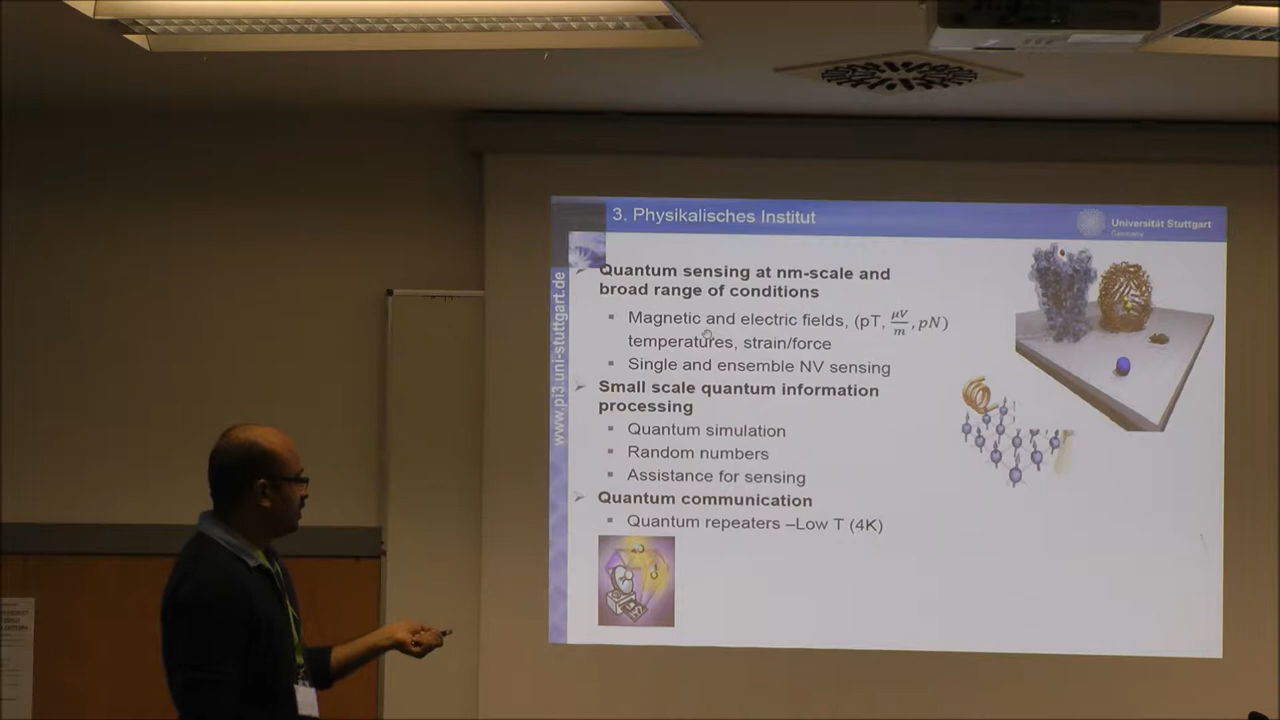 3. Physikalisches Institut
Universität Stuttgart
Germany
www.pi3.uni-stuttgart.de
Quantum sensing at nm-scale and
broad range of conditions
Magnetic and electric fields, (pT, μV/m, pN)
temperatures, strain/force
Single and ensemble NV sensing
Small scale quantum information
processing
Quantum simulation
Random numbers
Assistance for sensing
Quantum communication
Quantum repeaters –Low T (4K)